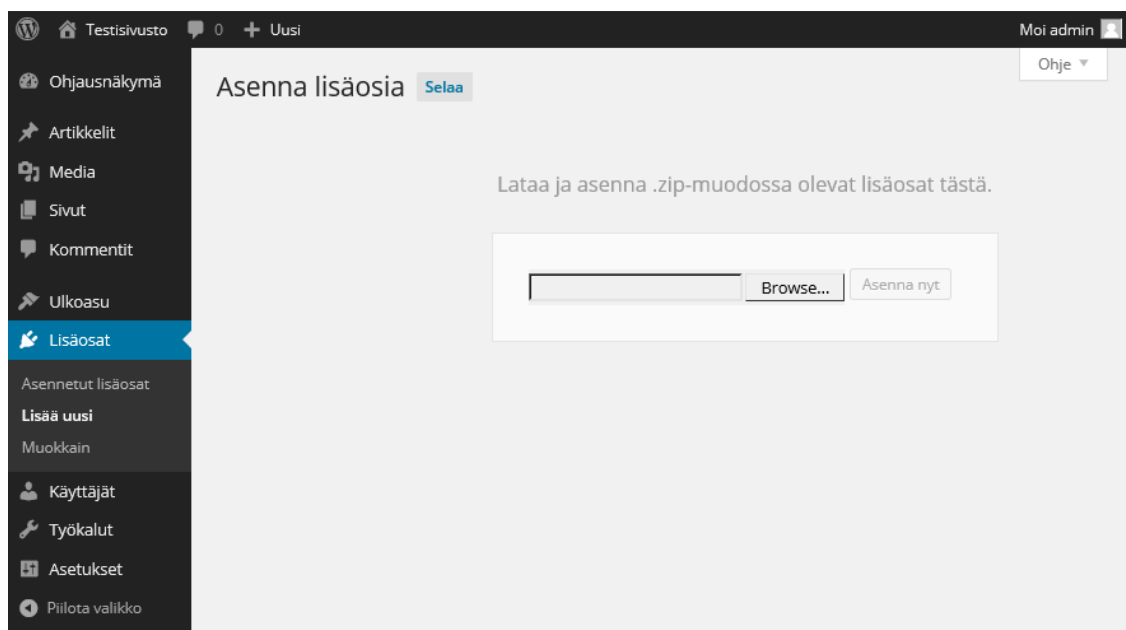 Testisivusto 0 Uusi Moi admin
Ohje
Ohjausnäkymä
Artikkelit
Media
Sivut
Kommentit
Ulkoasu
Lisäosat
Asennetut lisäosat
Lisää uusi
Muokkain
Käyttäjät
Työkalut
Asetukset
Piilota valikko
Asenna lisäosia Selaa
Lataa ja asenna .zip-muodossa olevat lisäosat tästä.
Browse... Asenna nyt